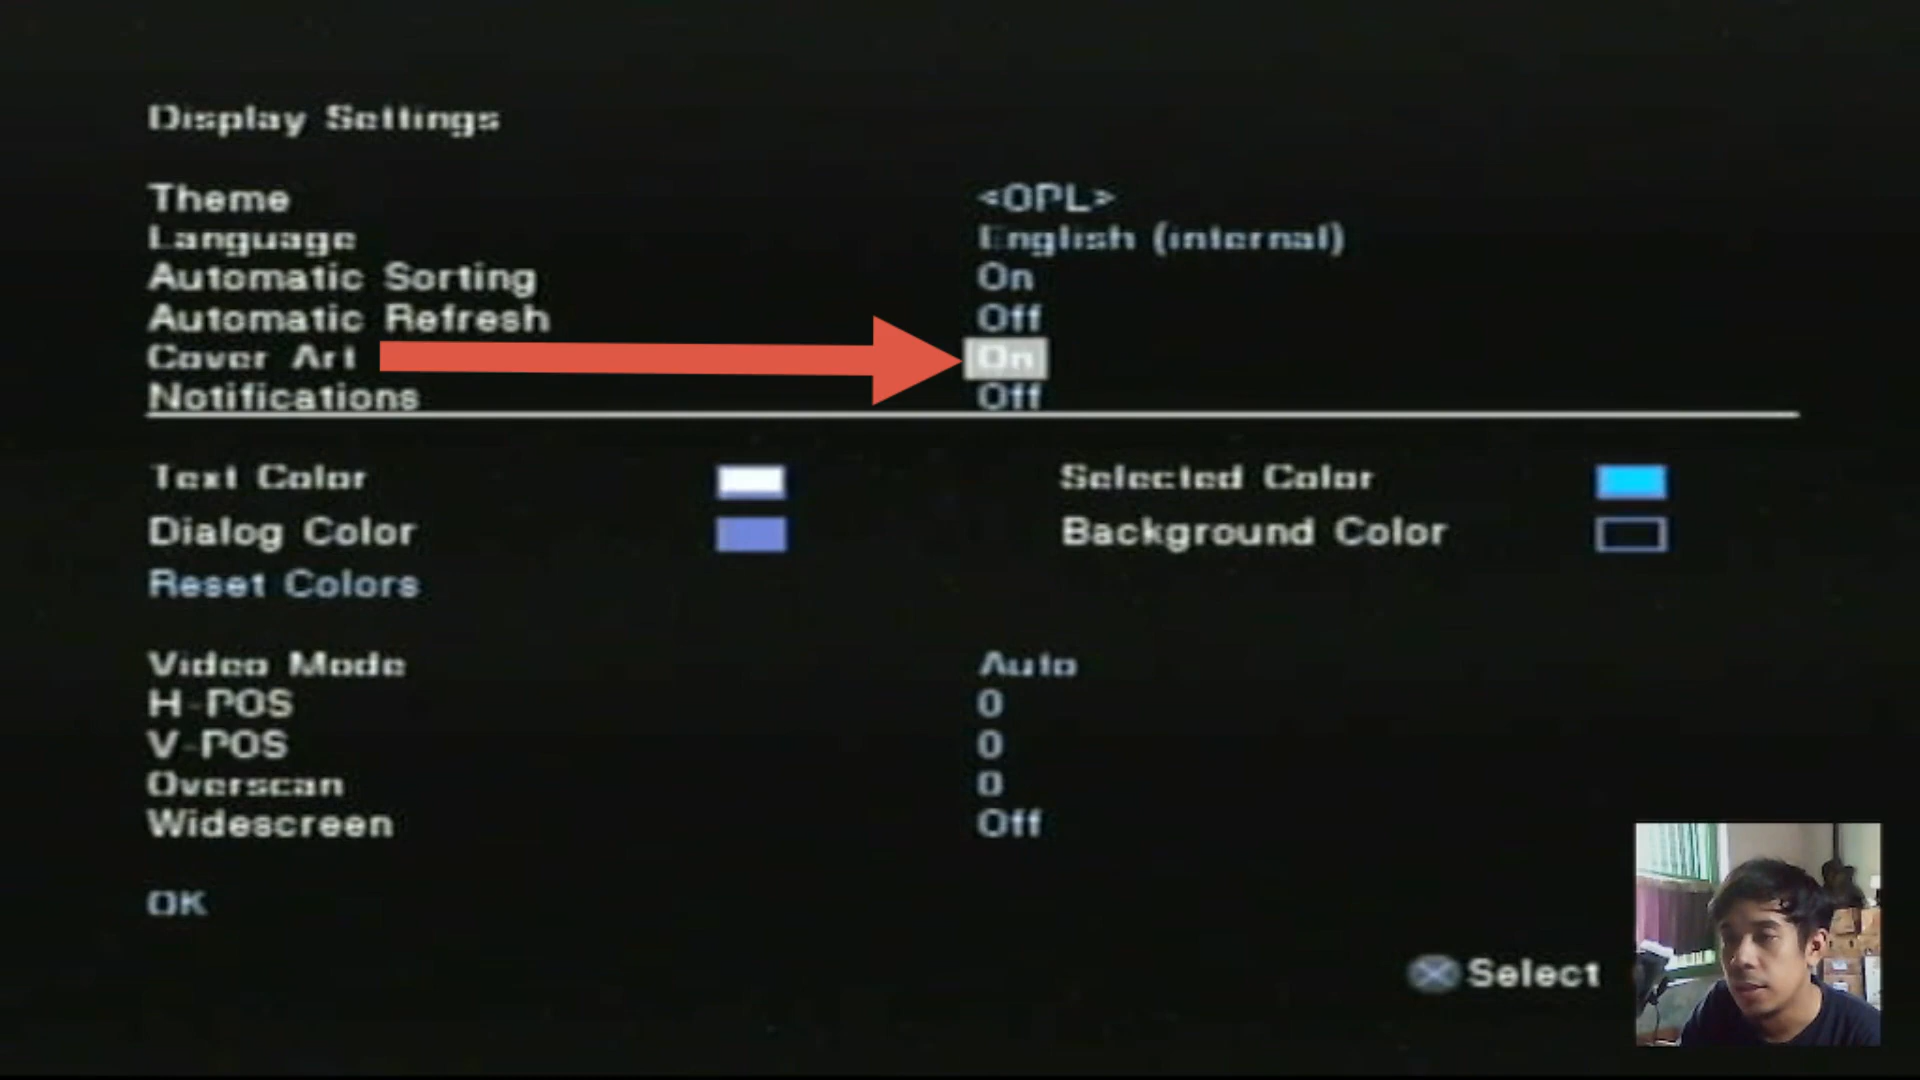 Display Settings
Theme <OPL>
Language English (internal)
Automatic Sorting On
Automatic Refresh Off
Cover Art On
Notifications Off
Text Color Selected Color
Dialog Color Background Color
Reset Colors
Video Mode Auto
H-POS 0
V-POS 0
Overscan 0
Widescreen Off
OK
Select